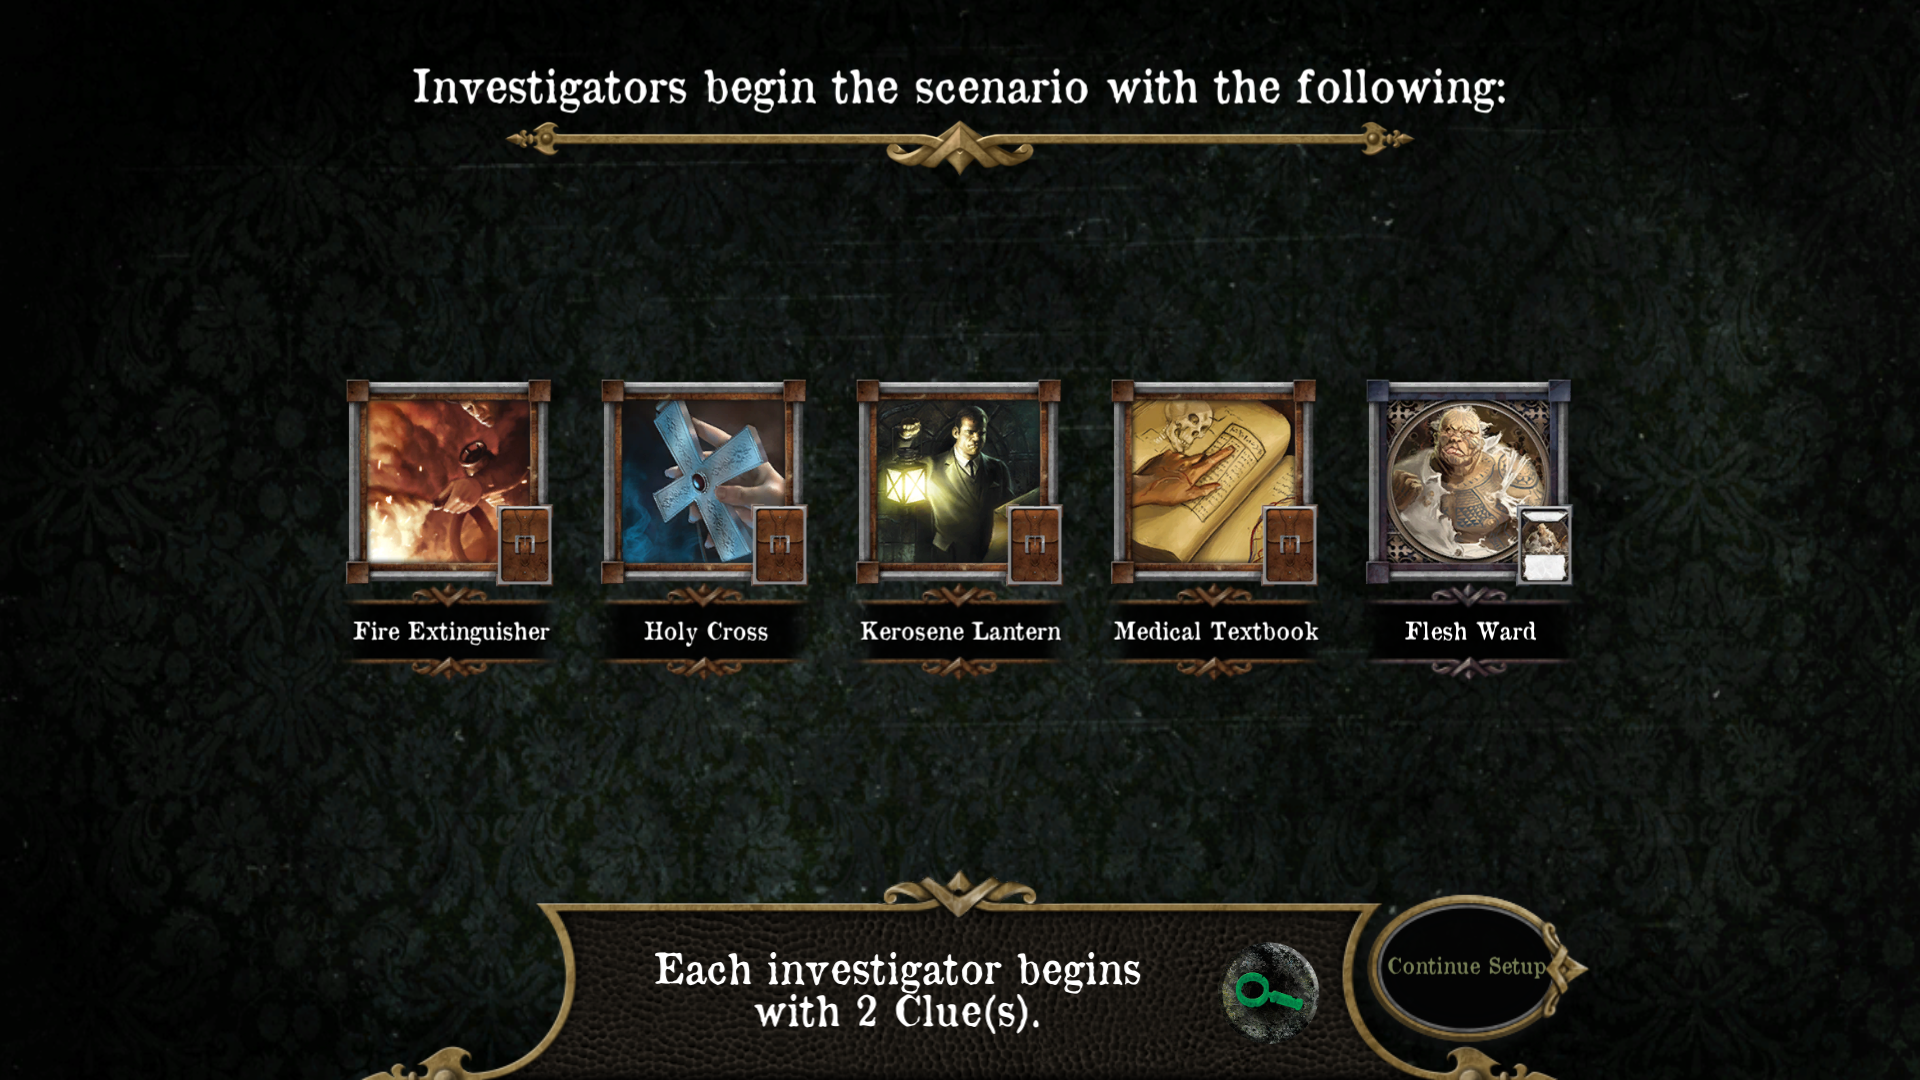 Investigators begin the scenario with the following:
Fire Extinguisher
Holy Cross
Kerosene Lantern
Medical Textbook
Flesh Ward
Each investigator begins
with 2 Clue(s).
Continue Setup